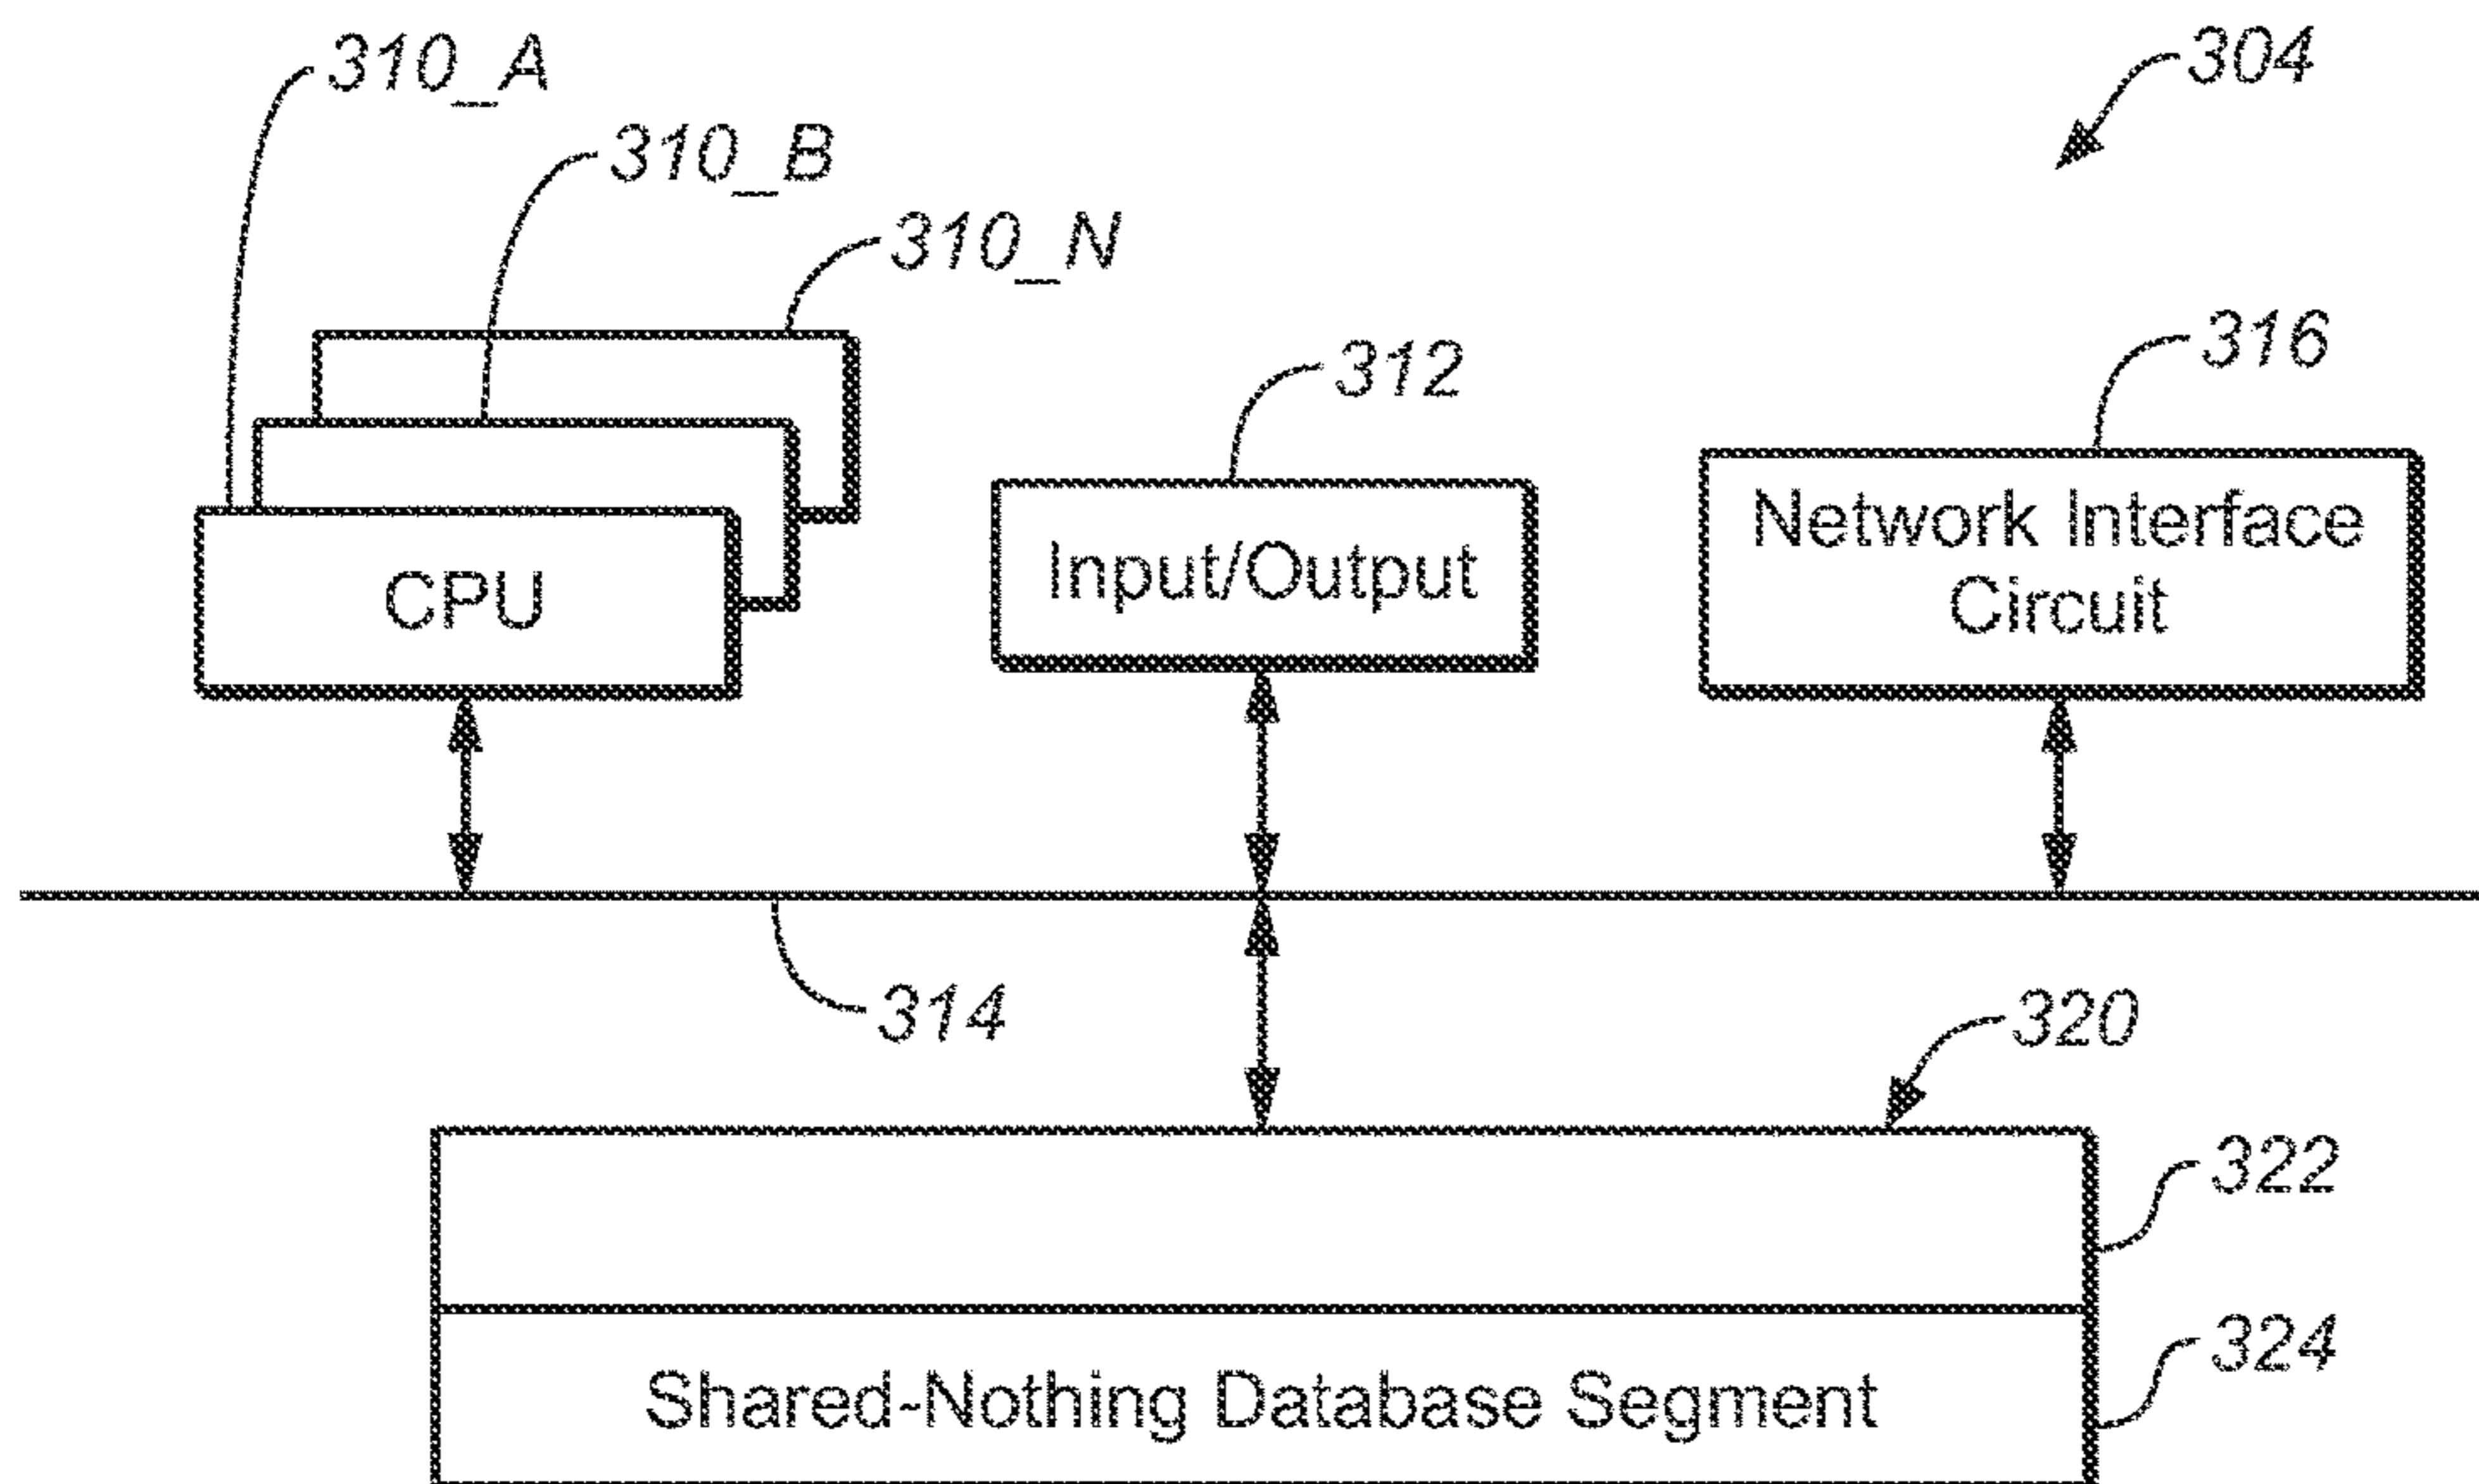 304
310_A
310_B
310_N
316
312
Network Interface
Circuit
Input/Output
CPU
314
320
322
324
Shared-Nothing Database Segment